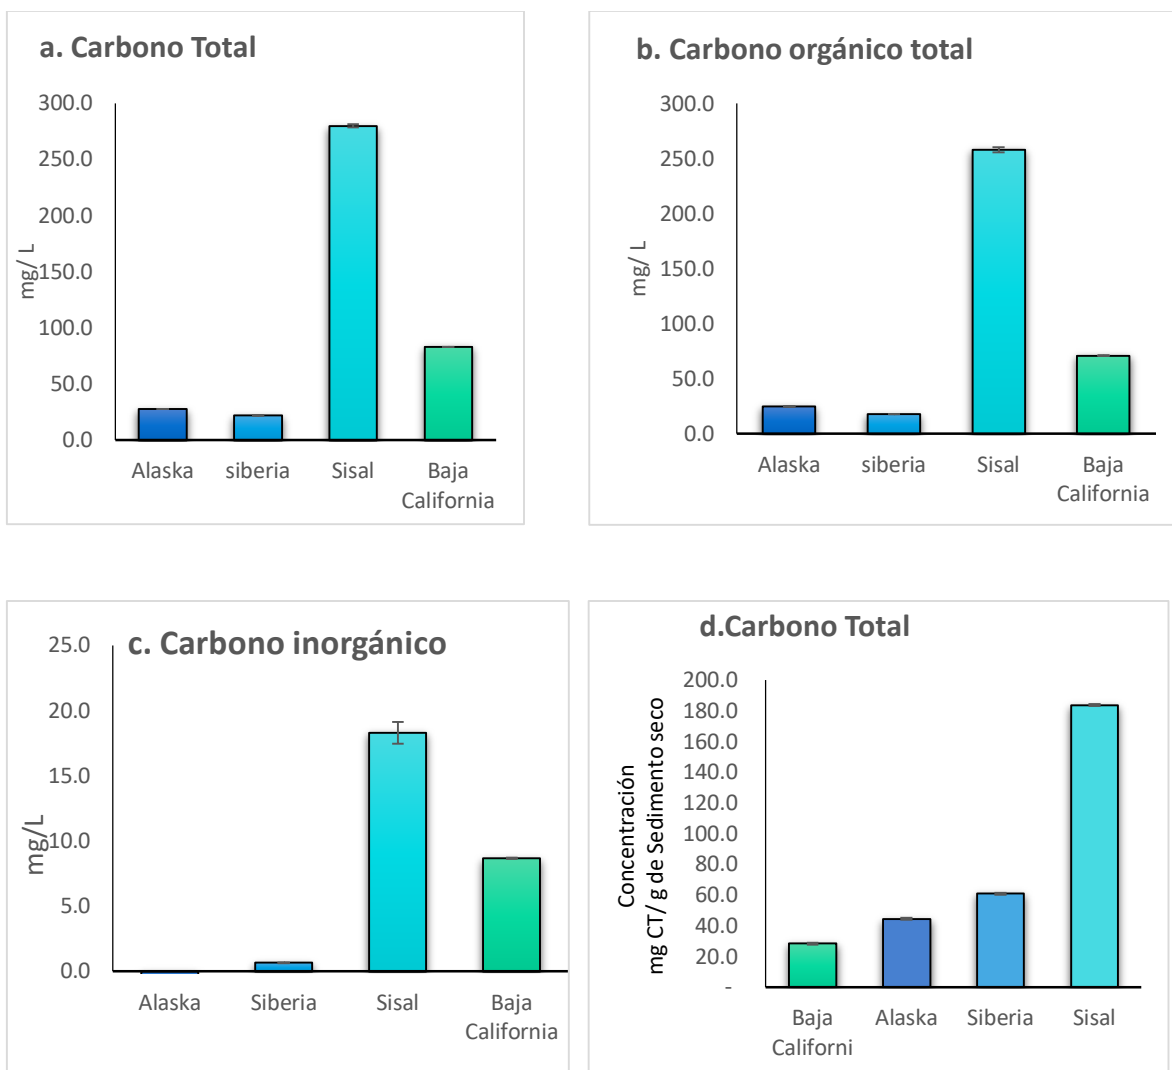 a. Carbono Total
300.0
250.0
200.0
150.0
100.0
50.0
0.0
mg/ L
Alaska
siberia
Sisal
Baja
California
b. Carbono orgánico total
300.0
250.0
200.0
150.0
100.0
50.0
0.0
mg/ L
Alaska
siberia
Sisal
Baja
California
c. Carbono inorgánico
25.0
20.0
15.0
10.0
5.0
0.0
mg/L
Alaska
Siberia
Sisal
Baja
California
d.Carbono Total
200.0
180.0
160.0
140.0
120.0
100.0
80.0
60.0
40.0
20.0
-
Concentración
mg CT/ g de Sedimento seco
Baja
Californi
Alaska
Siberia
Sisal